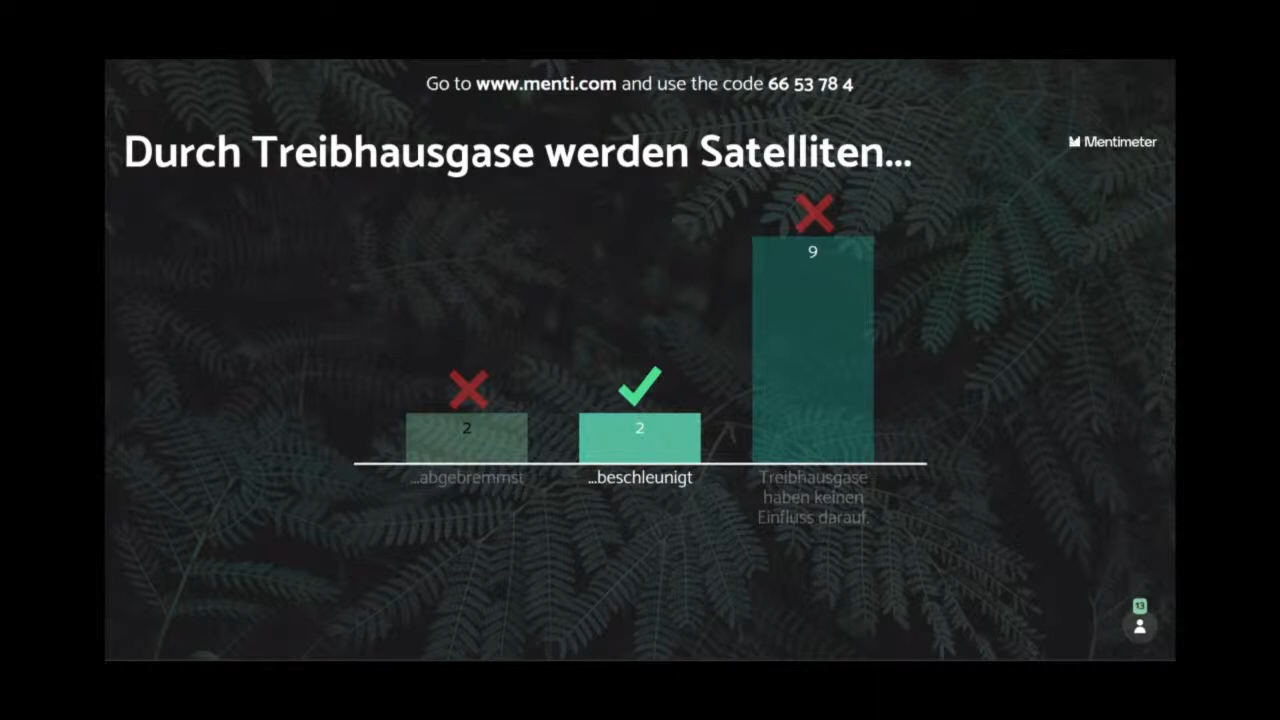 Go to www.menti.com and use the code 66 53 78 4
Durch Treibhausgase werden Satelliten...
Mentimeter
9
2
2
...abgebremmst
...beschleunigt
Treibhausgase
haben keinen
Einfluss darauf.
13